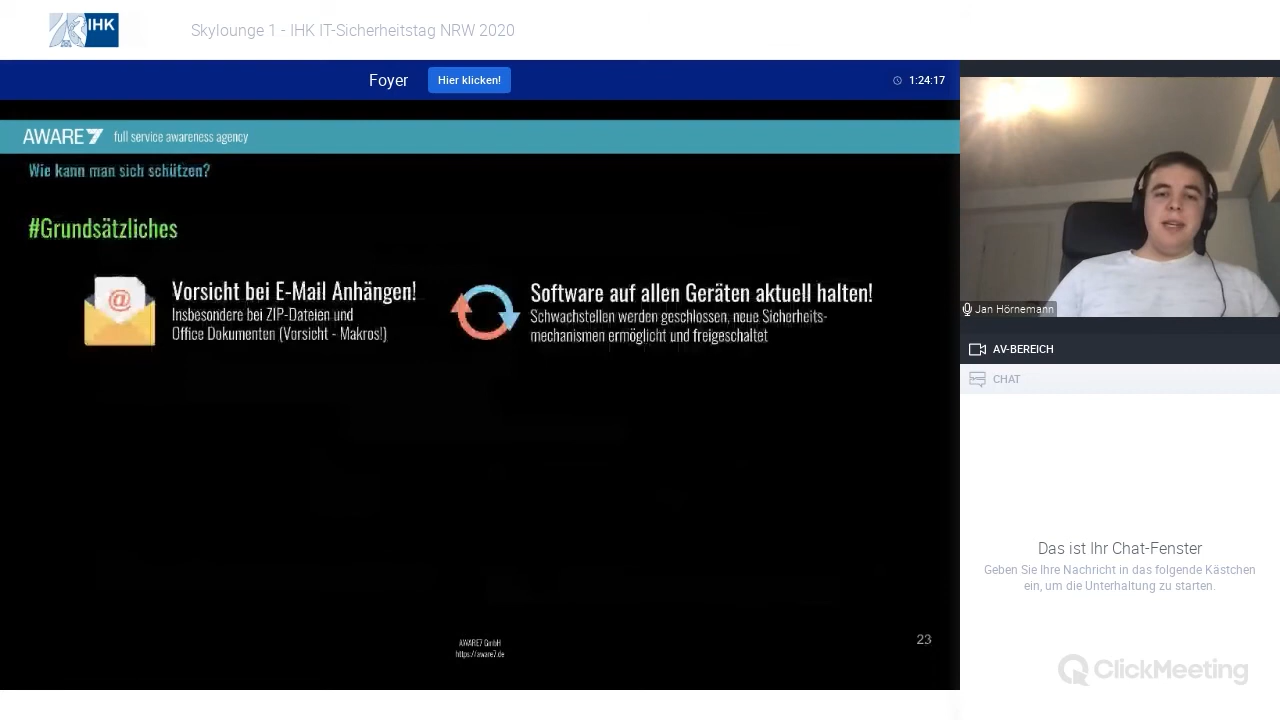 IHK
Skylounge 1 - IHK IT-Sicherheitstag NRW 2020
Foyer
Hier klicken!
1:24:17
AWARE7 full service awareness agency
Wie kann man sich schützen?
#Grundsätzliches
@
Vorsicht bei E-Mail Anhängen!
Insbesondere bei ZIP-Dateien und
Office Dokumenten (Vorsicht - Makros!)
Software auf allen Geräten aktuell halten!
Schwachstellen werden geschlossen, neue Sicherheits-
mechanismen ermöglicht und freigeschaltet
AWARE7 GmbH
https://aware7.de
23
Jan Hörnemann
AV-BEREICH
CHAT
Das ist Ihr Chat-Fenster
Geben Sie Ihre Nachricht in das folgende Kästchen
ein, um die Unterhaltung zu starten.
ClickMeeting